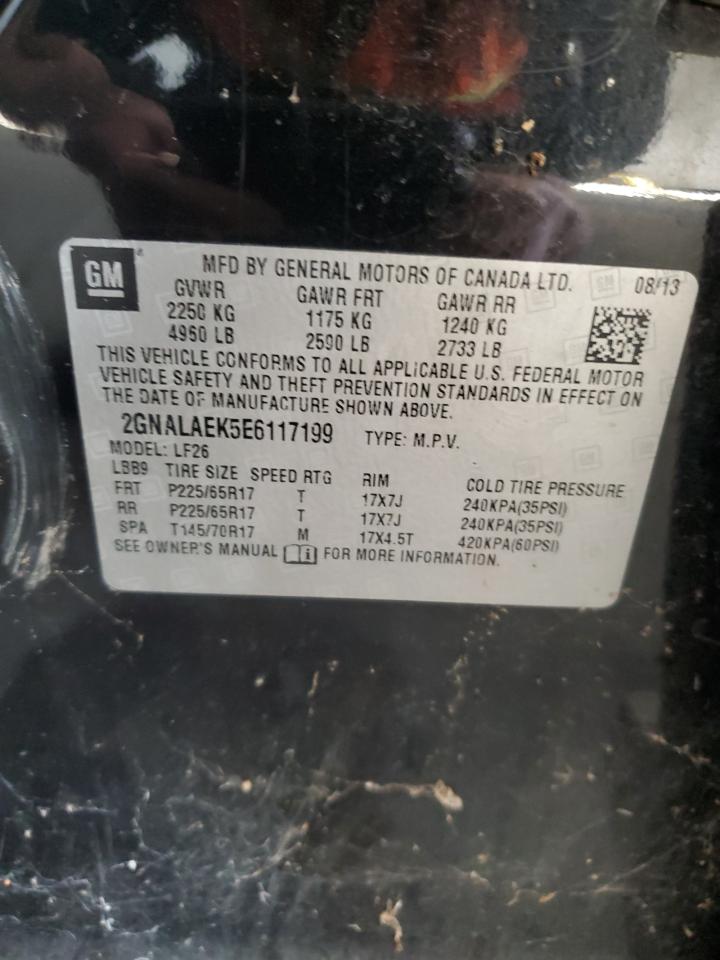 GM
MFD BY GENERAL MOTORS OF CANADA LTD. 08/13
GVWR GAWR FRT GAWR RR
2250 KG 1175 KG 1240 KG
4960 LB 2590 LB 2733 LB
THIS VEHICLE CONFORMS TO ALL APPLICABLE U.S. FEDERAL MOTOR
VEHICLE SAFETY AND THEFT PREVENTION STANDARDS IN EFFECT ON
THE DATE OF MANUFACTURE SHOWN ABOVE.
2GNALAEK5E6117199 TYPE: M.P.V.
MODEL: LF26
LBB9 TIRE SIZE SPEED RTG RIM COLD TIRE PRESSURE
FRT P225/65R17 T 17X7J 240KPA(35PSI)
RR P225/65R17 T 17X7J 240KPA(35PSI)
SPA T145/70R17 M 17X4.5T 420KPA(60PSI)
SEE OWNER'S MANUAL FOR MORE INFORMATION.